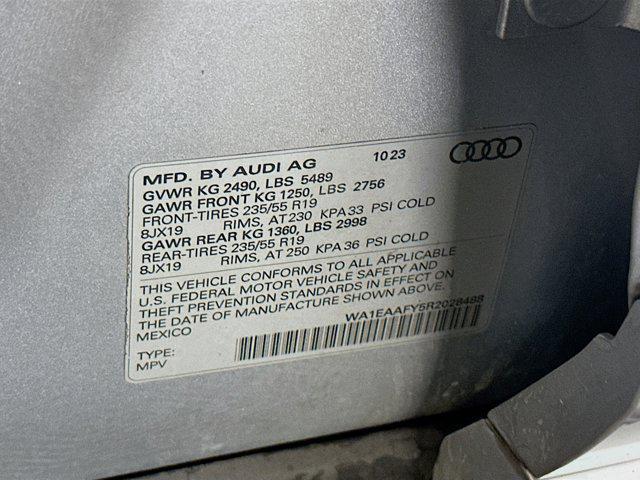 MFD. BY AUDI AG 10 23
GVWR KG 2490, LBS 5489
GAWR FRONT KG 1250, LBS 2756
FRONT-TIRES 235/55 R19
8JX19 RIMS, AT 230 KPA 33 PSI COLD
GAWR REAR KG 1360, LBS 2998
REAR-TIRES 235/55 R19
8JX19 RIMS, AT 250 KPA 36 PSI COLD
THIS VEHICLE CONFORMS TO ALL APPLICABLE
U.S. FEDERAL MOTOR VEHICLE SAFETY AND
THEFT PREVENTION STANDARDS IN EFFECT ON
THE DATE OF MANUFACTURE SHOWN ABOVE.
MEXICO WA1EAAFY5R2028488
TYPE:
MPV